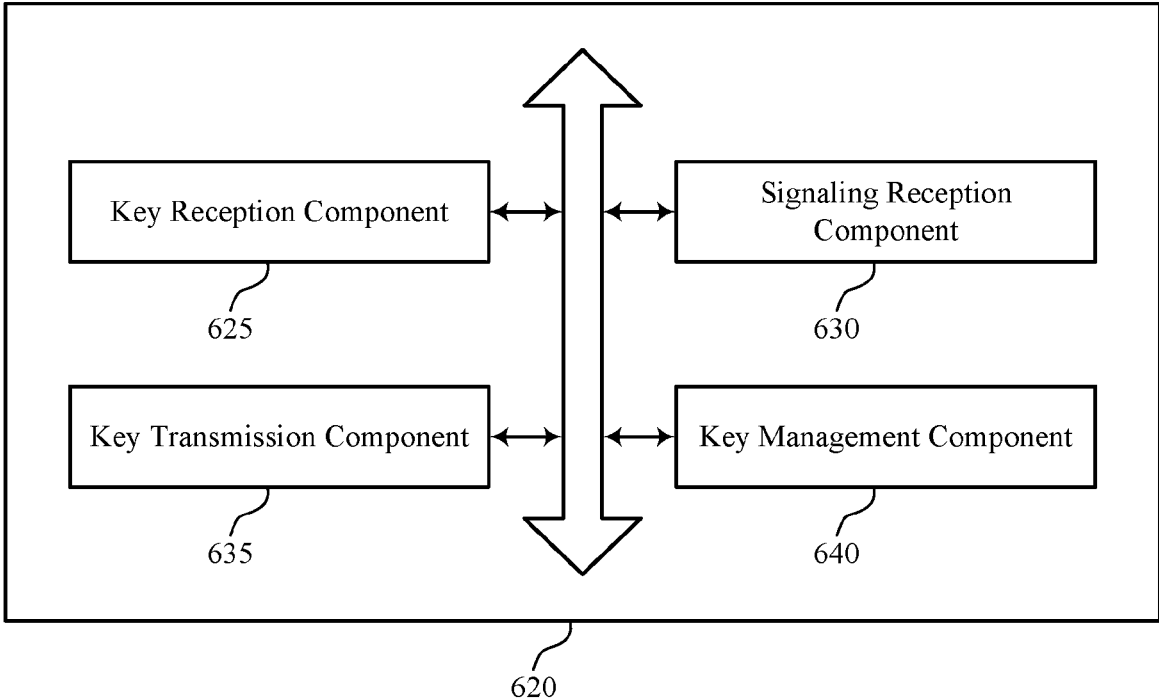 Key Reception Component
625
Signaling Reception
Component
630
Key Transmission Component
635
Key Management Component
640
620